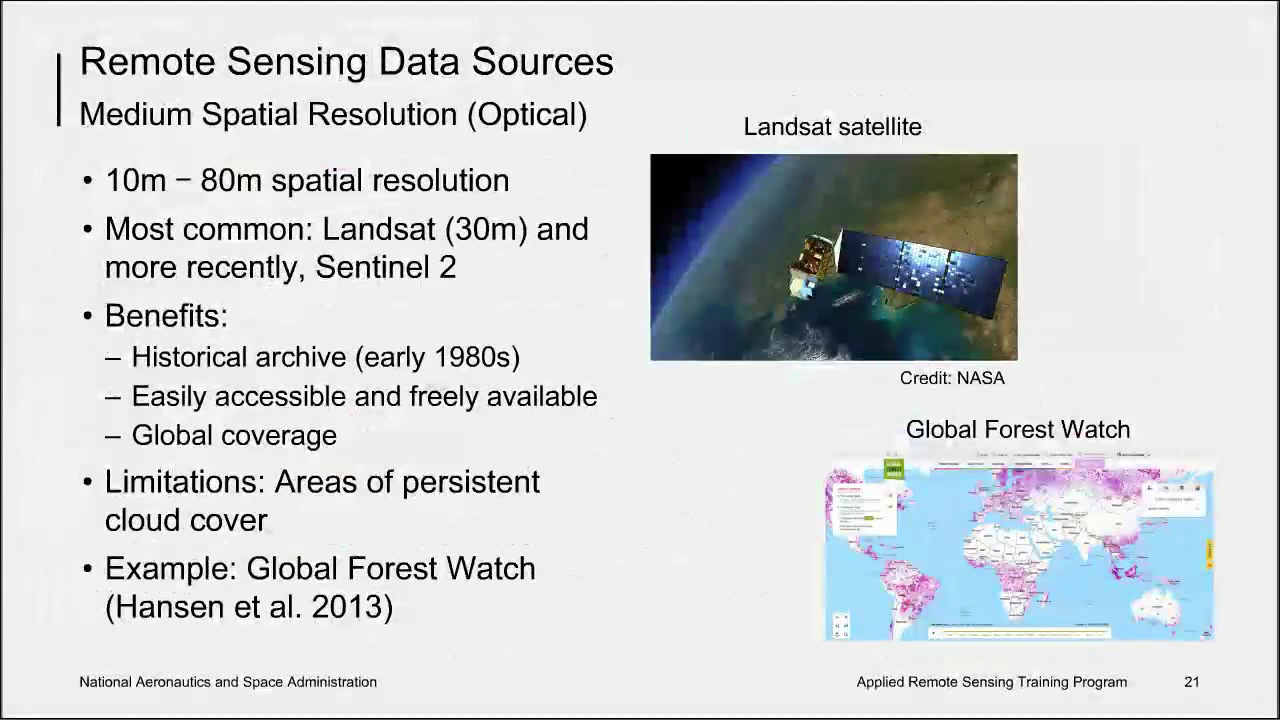 Remote Sensing Data Sources
Medium Spatial Resolution (Optical)
• 10m − 80m spatial resolution
• Most common: Landsat (30m) and
more recently, Sentinel 2
• Benefits:
– Historical archive (early 1980s)
– Easily accessible and freely available
– Global coverage
• Limitations: Areas of persistent
cloud cover
• Example: Global Forest Watch
(Hansen et al. 2013)
Landsat satellite
Credit: NASA
Global Forest Watch
National Aeronautics and Space Administration
Applied Remote Sensing Training Program
21